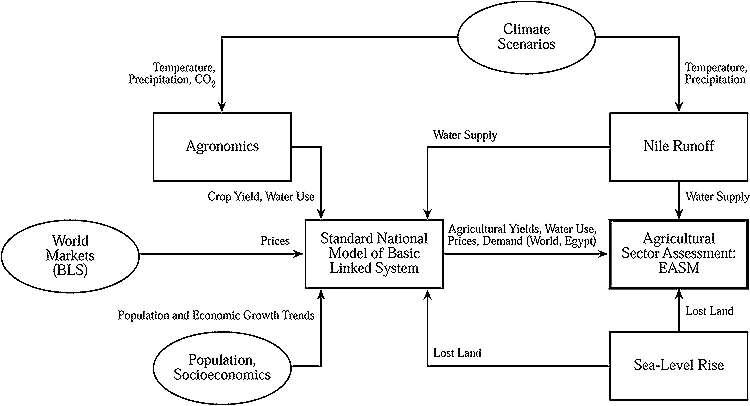 Climate
Scenarios
Temperature,
Precipitation, CO2
Temperature,
Precipitation
Agronomics
Water Supply
Nile Runoff
Crop Yield, Water Use
Water Supply
World
Markets
(BLS)
Prices
Standard National
Model of Basic
Linked System
Agricultural Yields, Water Use,
Prices, Demand (World, Egypt)
Agricultural
Sector Assessment:
EASM
Population and Economic Growth Trends
Lost Land
Population,
Socioeconomics
Lost Land
Sea-Level Rise